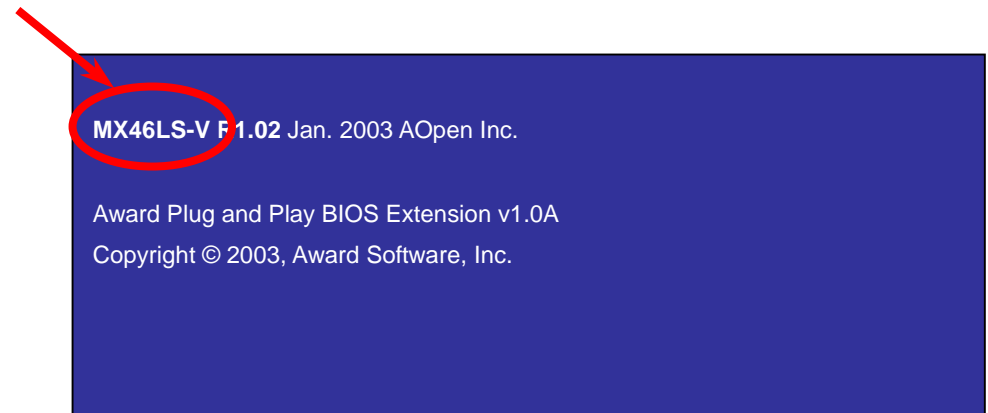 MX46LS-V R1.02 Jan. 2003 AOpen Inc.
Award Plug and Play BIOS Extension v1.0A
Copyright © 2003, Award Software, Inc.